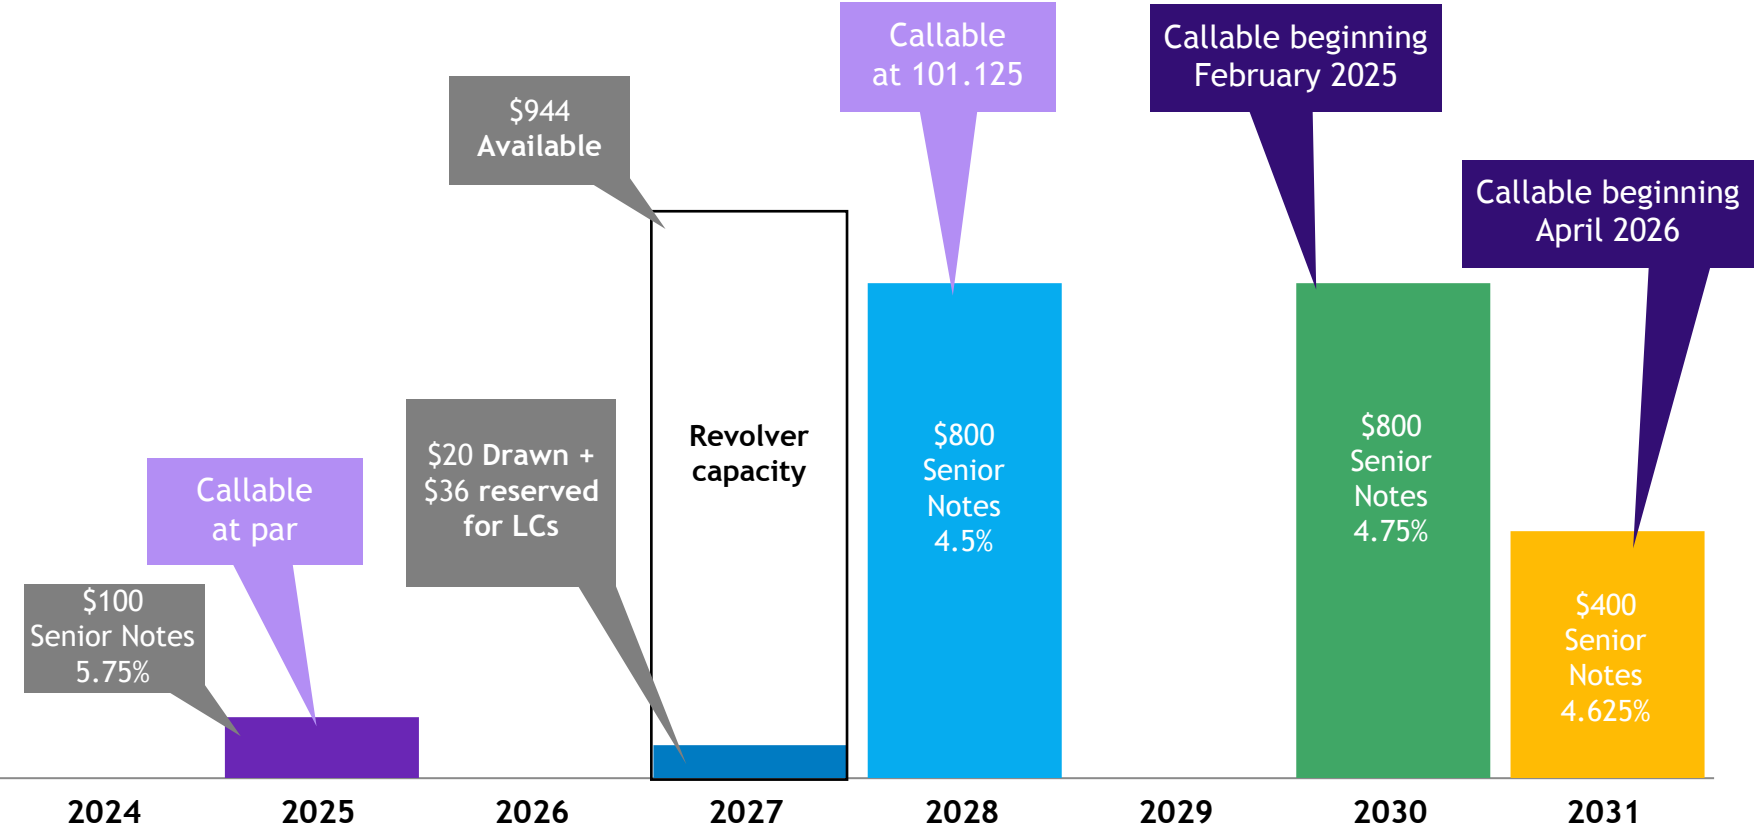 Callable
at 101.125
Callable beginning
February 2025
$944
Available
Callable beginning
April 2026
$20 Drawn +
$36 reserved
for LCs
Revolver
capacity
$800
Senior
Notes
4.5%
$800
Senior
Notes
4.75%
Callable
at par
$100
Senior Notes
5.75%
$400
Senior
Notes
4.625%
2024 2025 2026 2027 2028 2029 2030 2031